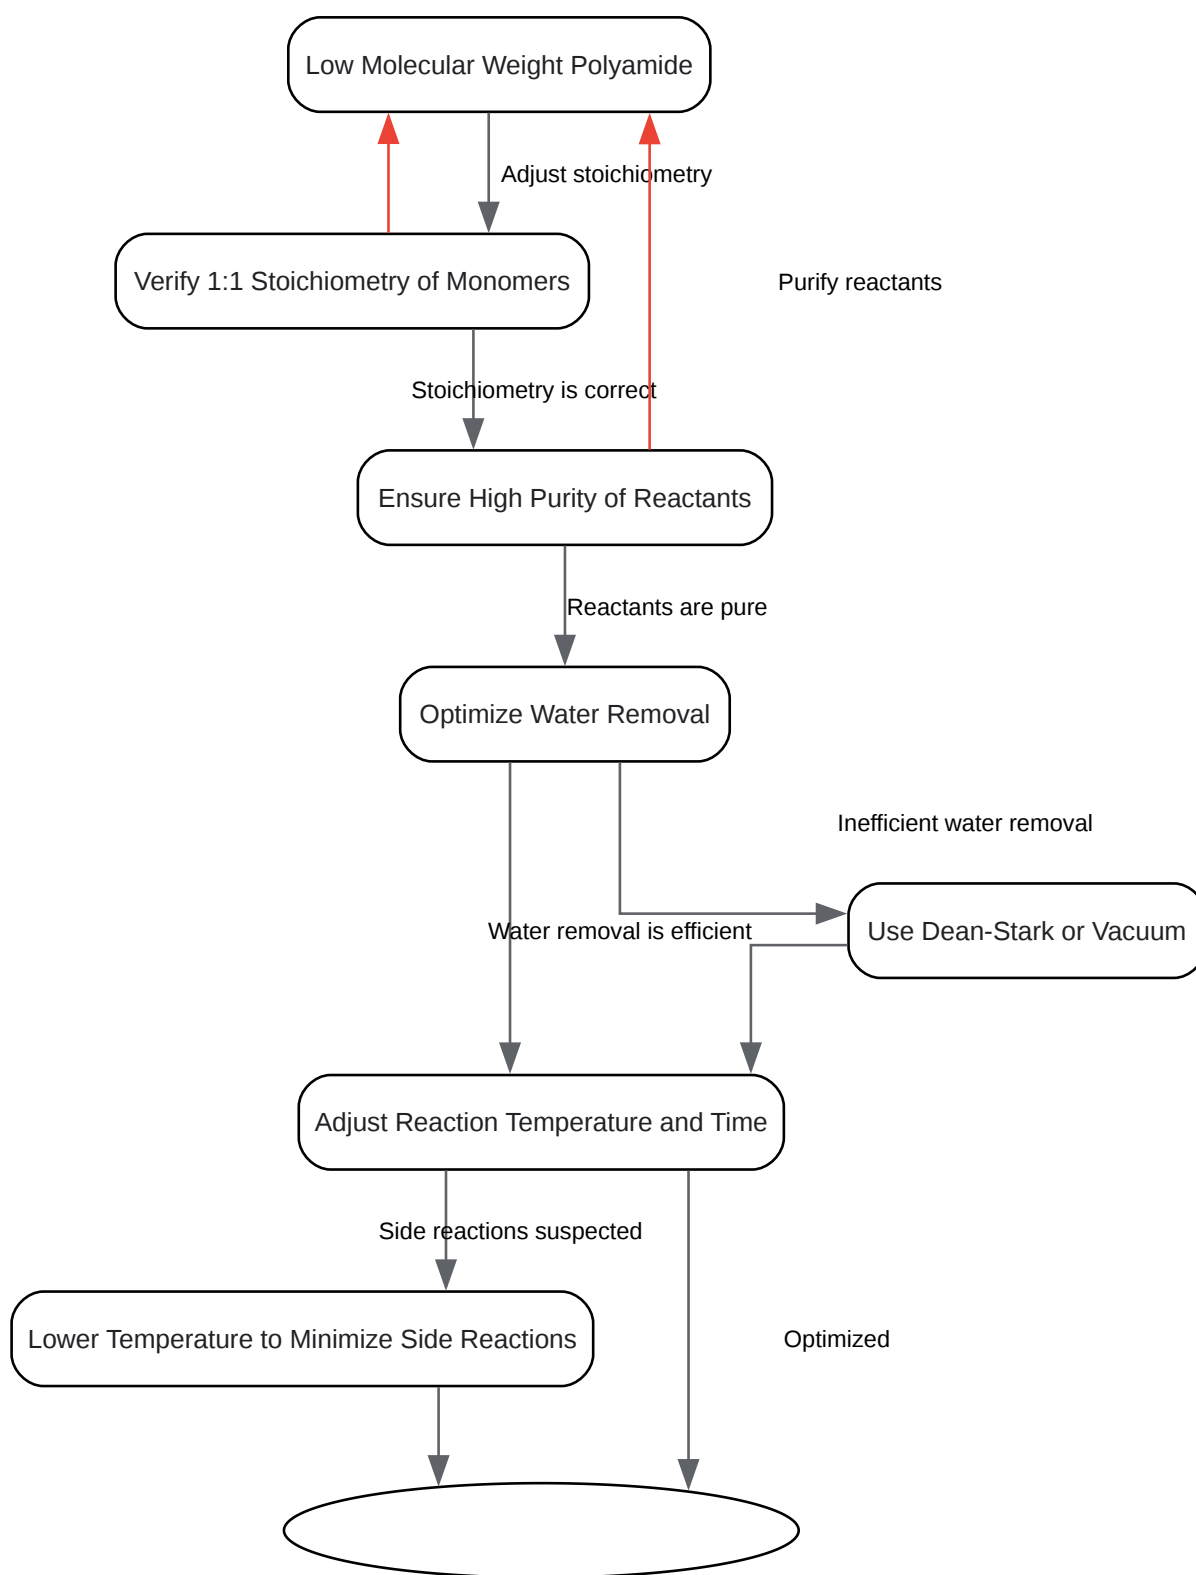 Low Molecular Weight Polyamide
Adjust stoichiometry
Verify 1:1 Stoichiometry of Monomers
Purify reactants
Stoichiometry is correct
Ensure High Purity of Reactants
Reactants are pure
Optimize Water Removal
Inefficient water removal
Water removal is efficient
Use Dean-Stark or Vacuum
Adjust Reaction Temperature and Time
Side reactions suspected
Lower Temperature to Minimize Side Reactions
Optimized